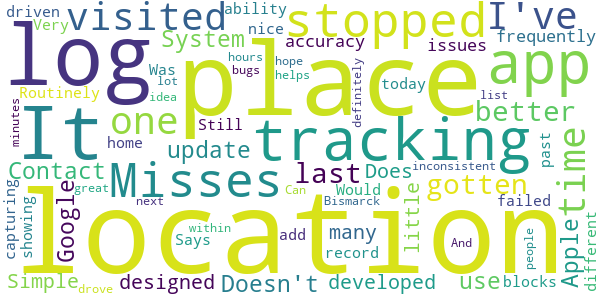 driven visited stopped I've
Very ability nice accuracy issues frequently
log place app
System Was lot hours hope helps bugs today
Routinely idea Still definitely list better
It one tracking
minutes home update inconsistent past time
Contact Misses last Does gotten
capturing showing Google great next Can Would Bismarck failed
location
Says within add many record little And people Apple different
Simple drove designed Doesn't developed use blocks